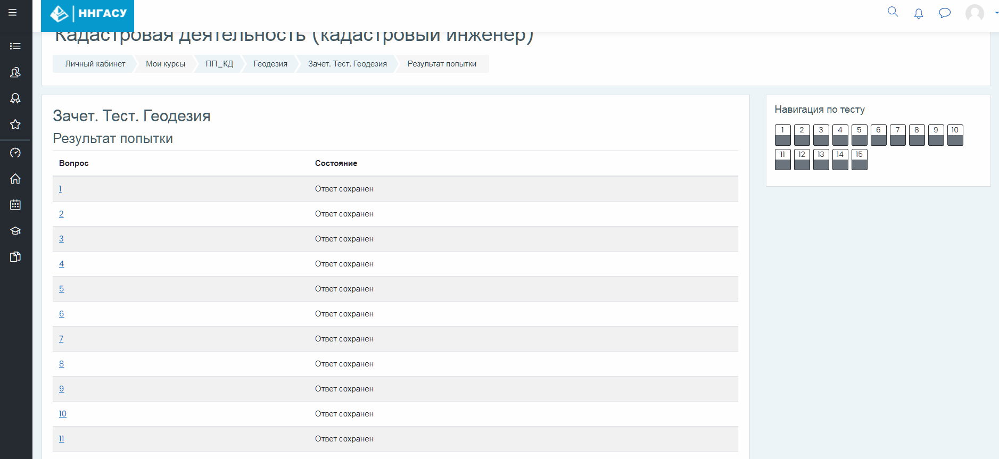 ННГАСУ
Кадастровая деятельность (кадастровый инженер)
Личный кабинет
Мои курсы
ПП_КД
Геодезия
Зачет. Тест. Геодезия
Результат попытки
Зачет. Тест. Геодезия
Результат попытки
Вопрос Состояние
1 Ответ сохранен
2 Ответ сохранен
3 Ответ сохранен
4 Ответ сохранен
5 Ответ сохранен
6 Ответ сохранен
7 Ответ сохранен
8 Ответ сохранен
9 Ответ сохранен
10 Ответ сохранен
11 Ответ сохранен
Навигация по тесту
1 2 3 4 5 6 7 8 9 10
11 12 13 14 15